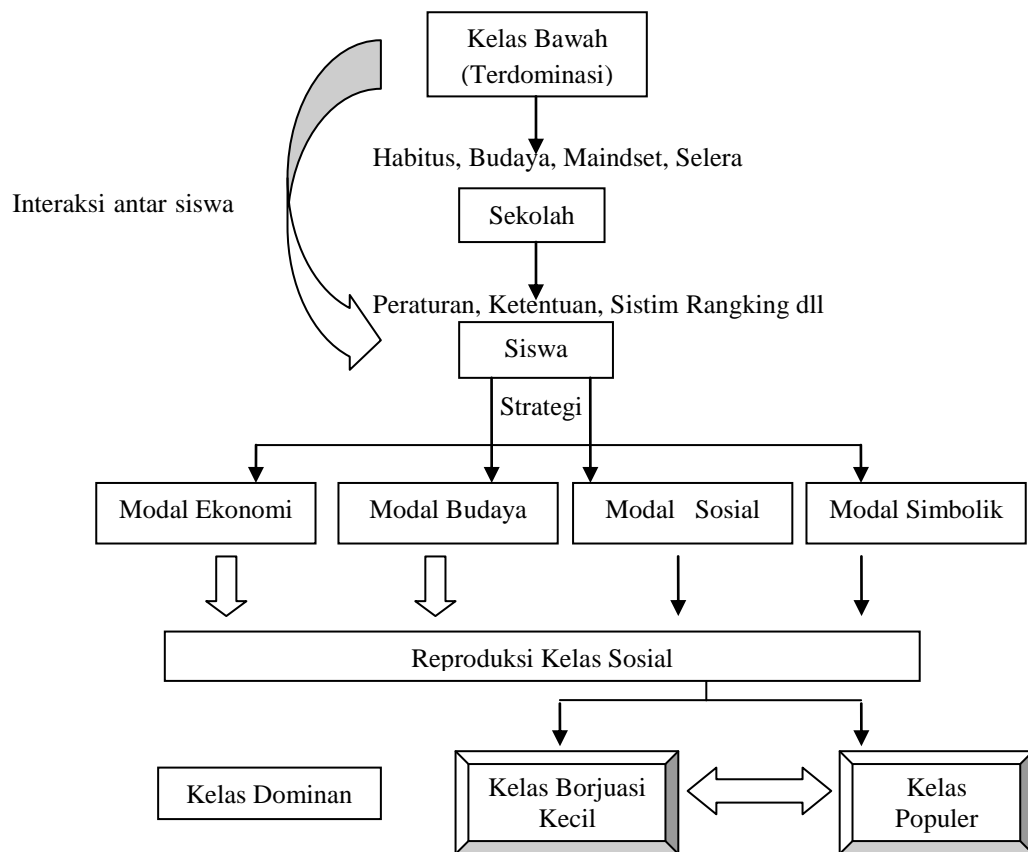 Kelas Bawah
(Terdominasi)
Habitus, Budaya, Maindset, Selera
Interaksi antar siswa
Sekolah
Peraturan, Ketentuan, Sistim Rangking dll
Siswa
Strategi
Modal Ekonomi
Modal Budaya
Modal Sosial
Modal Simbolik
Reproduksi Kelas Sosial
Kelas Dominan
Kelas Borjuasi
Kecil
Kelas
Populer